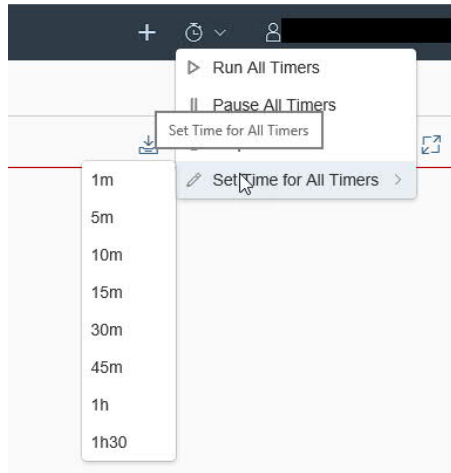 Run All Timers
Pause All Timers
Set Time for All Timers
Set Time for All Timers
1m
5m
10m
15m
30m
45m
1h
1h30